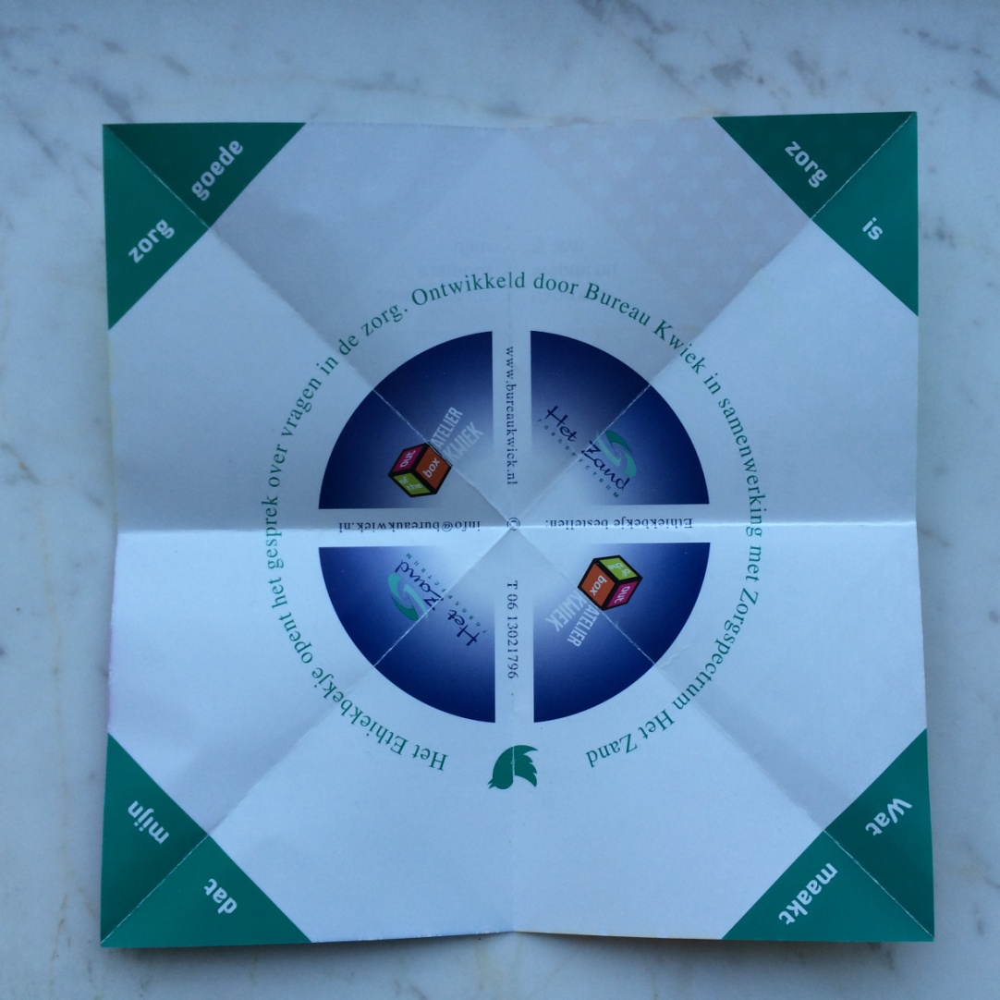 goede
zorg
zorg
is
Het Ethiekbekje opent het gesprek over vragen in de zorg. Ontwikkeld door Bureau Kwiek in samenwerking met Zorgspectrum Het Zand
ATELIER
KWIEK
out
of the
box
www.bureaukwiek.nl
Het Zand
ZORGSPECTRUM
info@bureaukwiek.nl
©
Ethiekbekje bestellen:
Het Zand
ZORGSPECTRUM
T 06 13021796
out
of the
box
ATELIER
KWIEK
mijn
dat
Wat
maakt